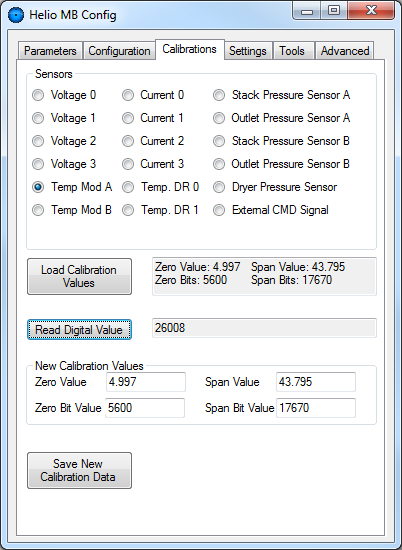 Helio MB Config
Parameters Configuration Calibrations Settings Tools Advanced
Sensors
Voltage 0 Current 0 Stack Pressure Sensor A
Voltage 1 Current 1 Outlet Pressure Sensor A
Voltage 2 Current 2 Stack Pressure Sensor B
Voltage 3 Current 3 Outlet Pressure Sensor B
Temp Mod A Temp. DR 0 Dryer Pressure Sensor
Temp Mod B Temp. DR 1 External CMD Signal
Load Calibration
Values
Zero Value: 4.997 Span Value: 43.795
Zero Bits: 5600 Span Bits: 17670
Read Digital Value 26008
New Calibration Values
Zero Value 4.997 Span Value 43.795
Zero Bit Value 5600 Span Bit Value 17670
Save New
Calibration Data